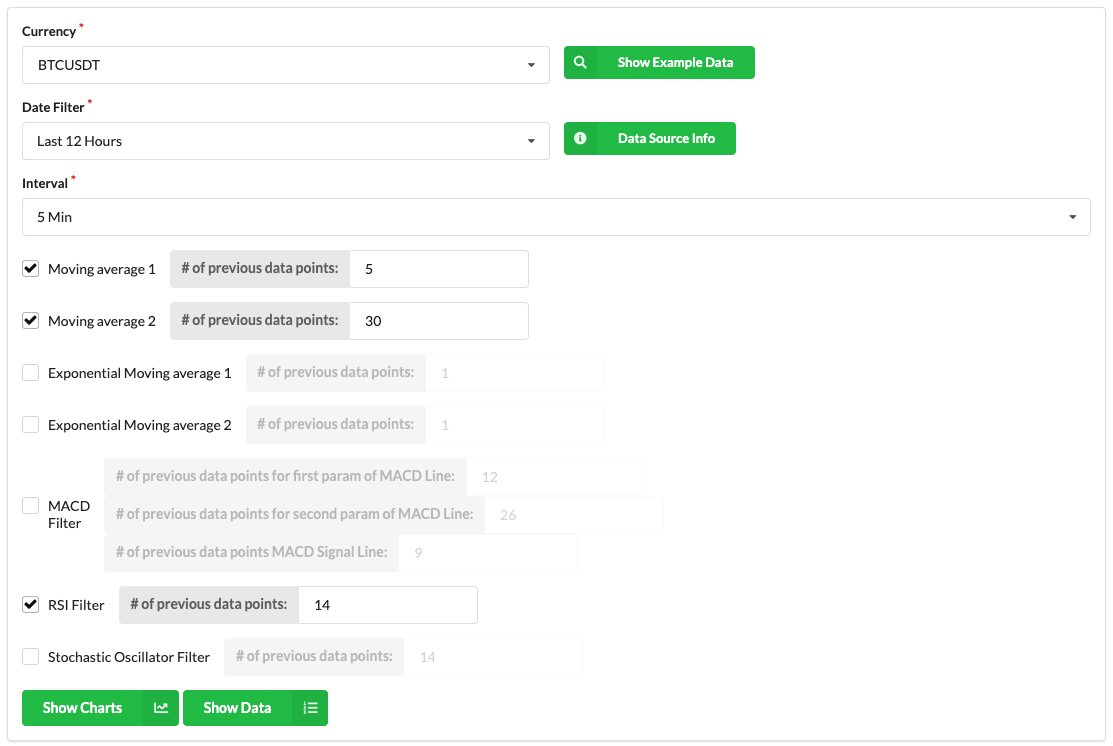 Currency*
BTCUSDT
Show Example Data
Date Filter*
Last 12 Hours
Data Source Info
Interval*
5 Min
Moving average 1 # of previous data points: 5
Moving average 2 # of previous data points: 30
Exponential Moving average 1 # of previous data points: 1
Exponential Moving average 2 # of previous data points: 1
MACD
Filter
# of previous data points for first param of MACD Line: 12
# of previous data points for second param of MACD Line: 26
# of previous data points MACD Signal Line: 9
RSI Filter # of previous data points: 14
Stochastic Oscillator Filter # of previous data points: 14
Show Charts Show Data